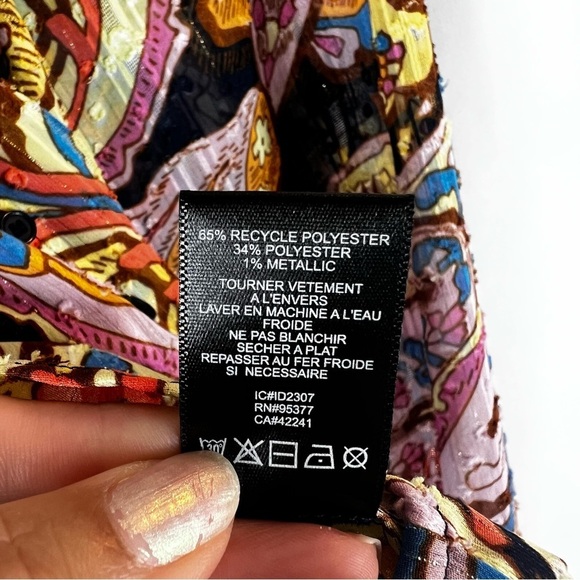 65% RECYCLE POLYESTER
34% POLYESTER
1% METALLIC
TOURNER VETEMENT
A L'ENVERS
LAVER EN MACHINE A L'EAU
FROIDE
NE PAS BLANCHIR
SECHER A PLAT
REPASSER AU FER FROIDE
SI NECESSAIRE
IC#ID2307
RN#95377
CA#42241
30